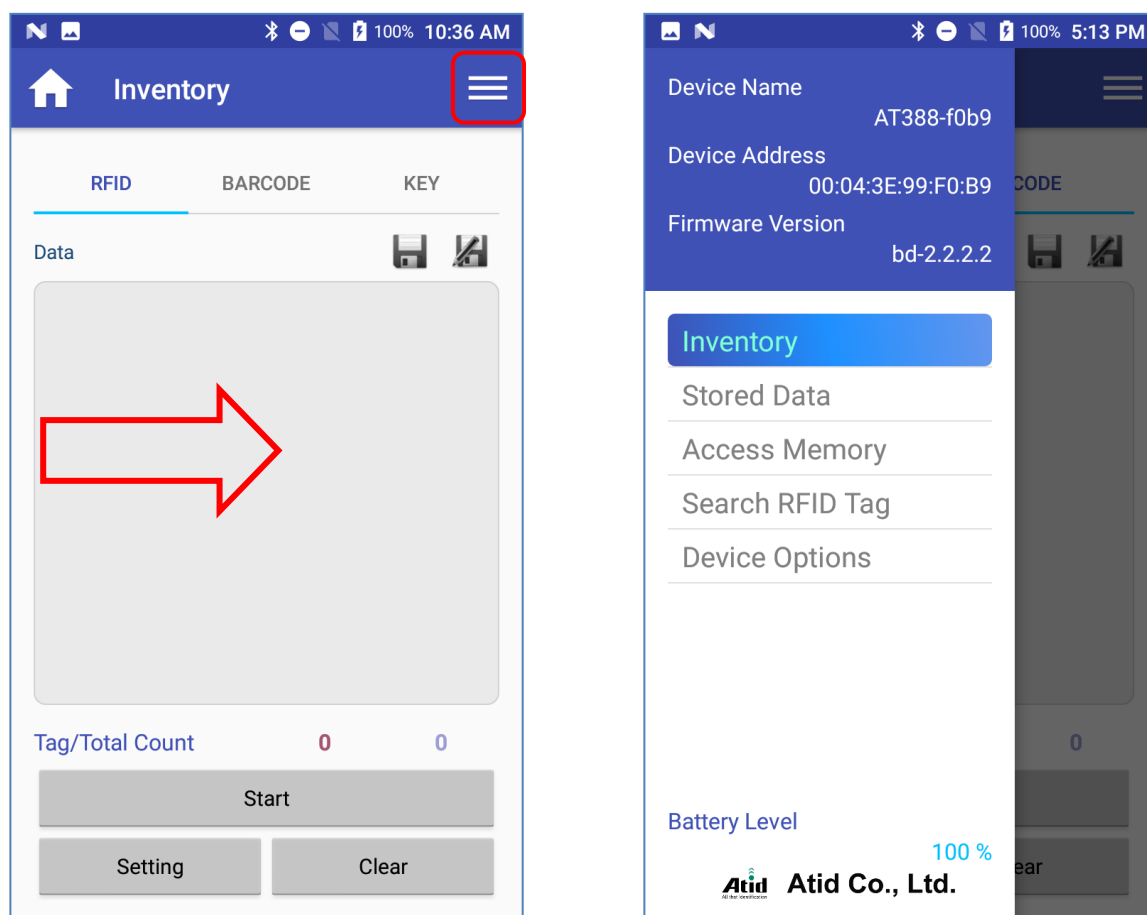 100% 10:36 AM
Inventory
RFID BARCODE KEY
Data
Tag/Total Count 0 0
Start
Setting Clear
100% 5:13 PM
Device Name
AT388-f0b9
Device Address
00:04:3E:99:F0:B9
CODE
Firmware Version
bd-2.2.2.2
Inventory
Stored Data
Access Memory
Search RFID Tag
Device Options
0
Battery Level
100 %
ear
Atid Atid Co., Ltd.
All that Identification